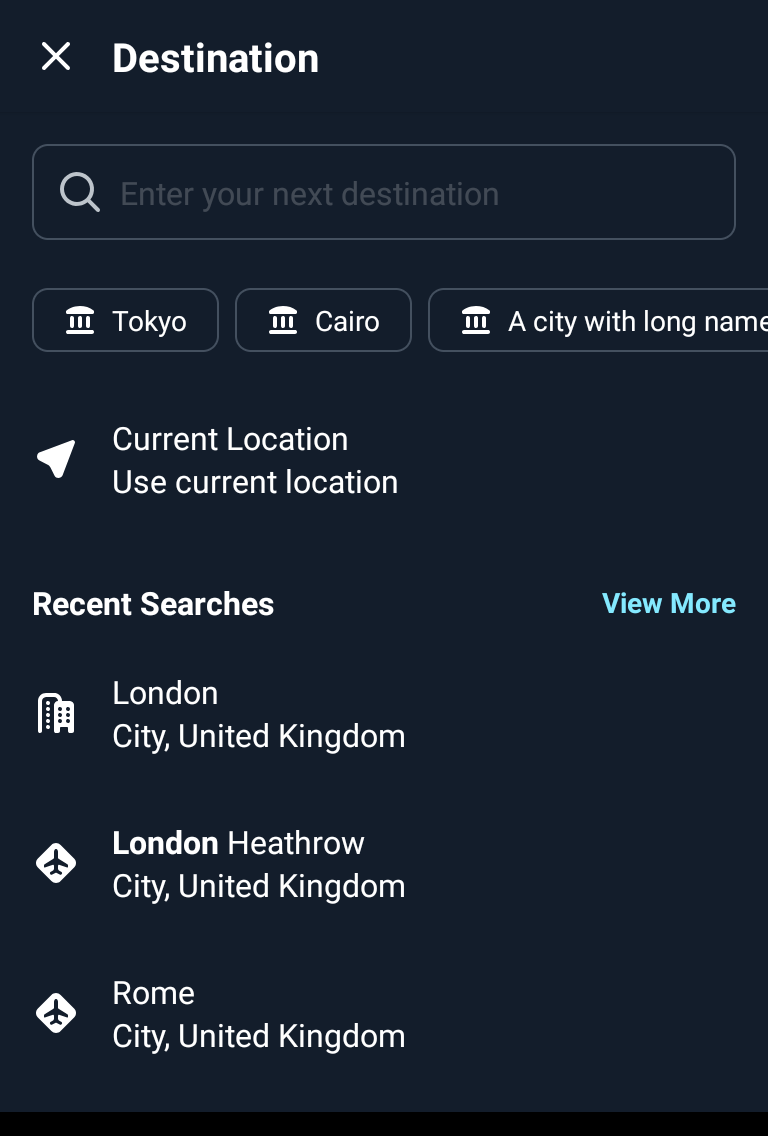 Destination
Enter your next destination
Tokyo
Cairo
A city with long name
Current Location
Use current location
Recent Searches
View More
London
City, United Kingdom
London Heathrow
City, United Kingdom
Rome
City, United Kingdom